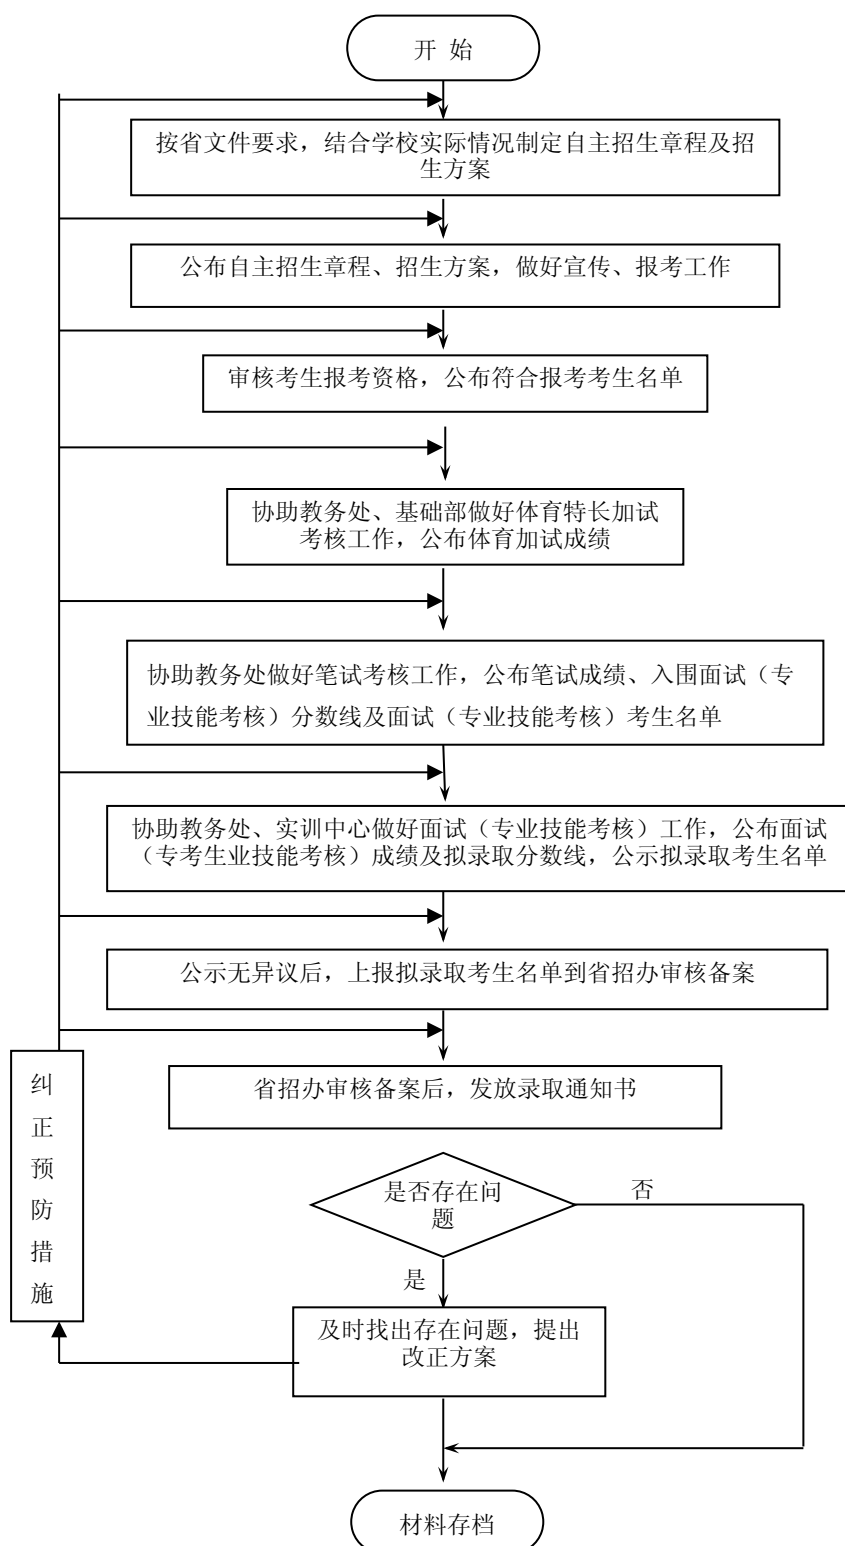 开 始
按省文件要求，结合学校实际情况制定自主招生章程及招
生方案
公布自主招生章程、招生方案，做好宣传、报考工作
审核考生报考资格，公布符合报考考生名单
协助教务处、基础部做好体育特长加试
考核工作，公布体育加试成绩
协助教务处做好笔试考核工作，公布笔试成绩、入围面试（专
业技能考核）分数线及面试（专业技能考核）考生名单
协助教务处、实训中心做好面试（专业技能考核）工作，公布面试
（专考生业技能考核）成绩及拟录取分数线，公示拟录取考生名单
公示无异议后，上报拟录取考生名单到省招办审核备案
省招办审核备案后，发放录取通知书
纠
正
预
防
措
施
是否存在问
题
否
是
及时找出存在问题，提出
改正方案
材料存档